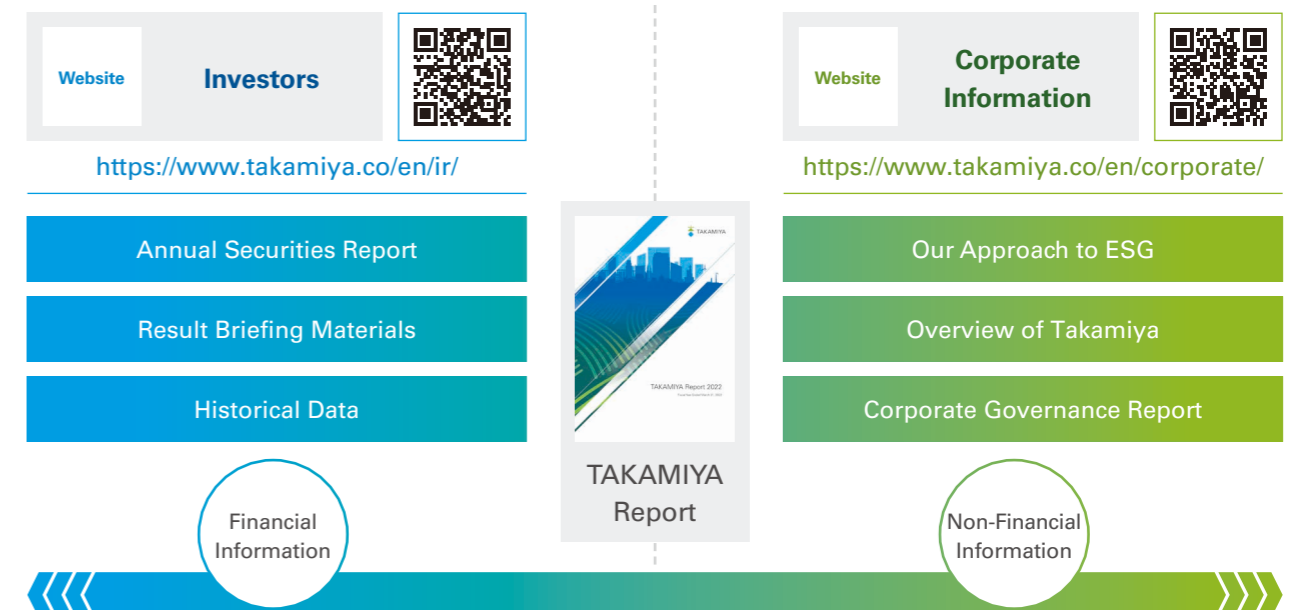 Website
Investors
https://www.takamiya.co/en/ir/
Annual Securities Report
Result Briefing Materials
Historical Data
Financial
Information
TAKAMIYA
TAKAMIYA Report 2022
TAKAMIYA
Report
Website
Corporate
Information
https://www.takamiya.co/en/corporate/
Our Approach to ESG
Overview of Takamiya
Corporate Governance Report
Non-Financial
Information